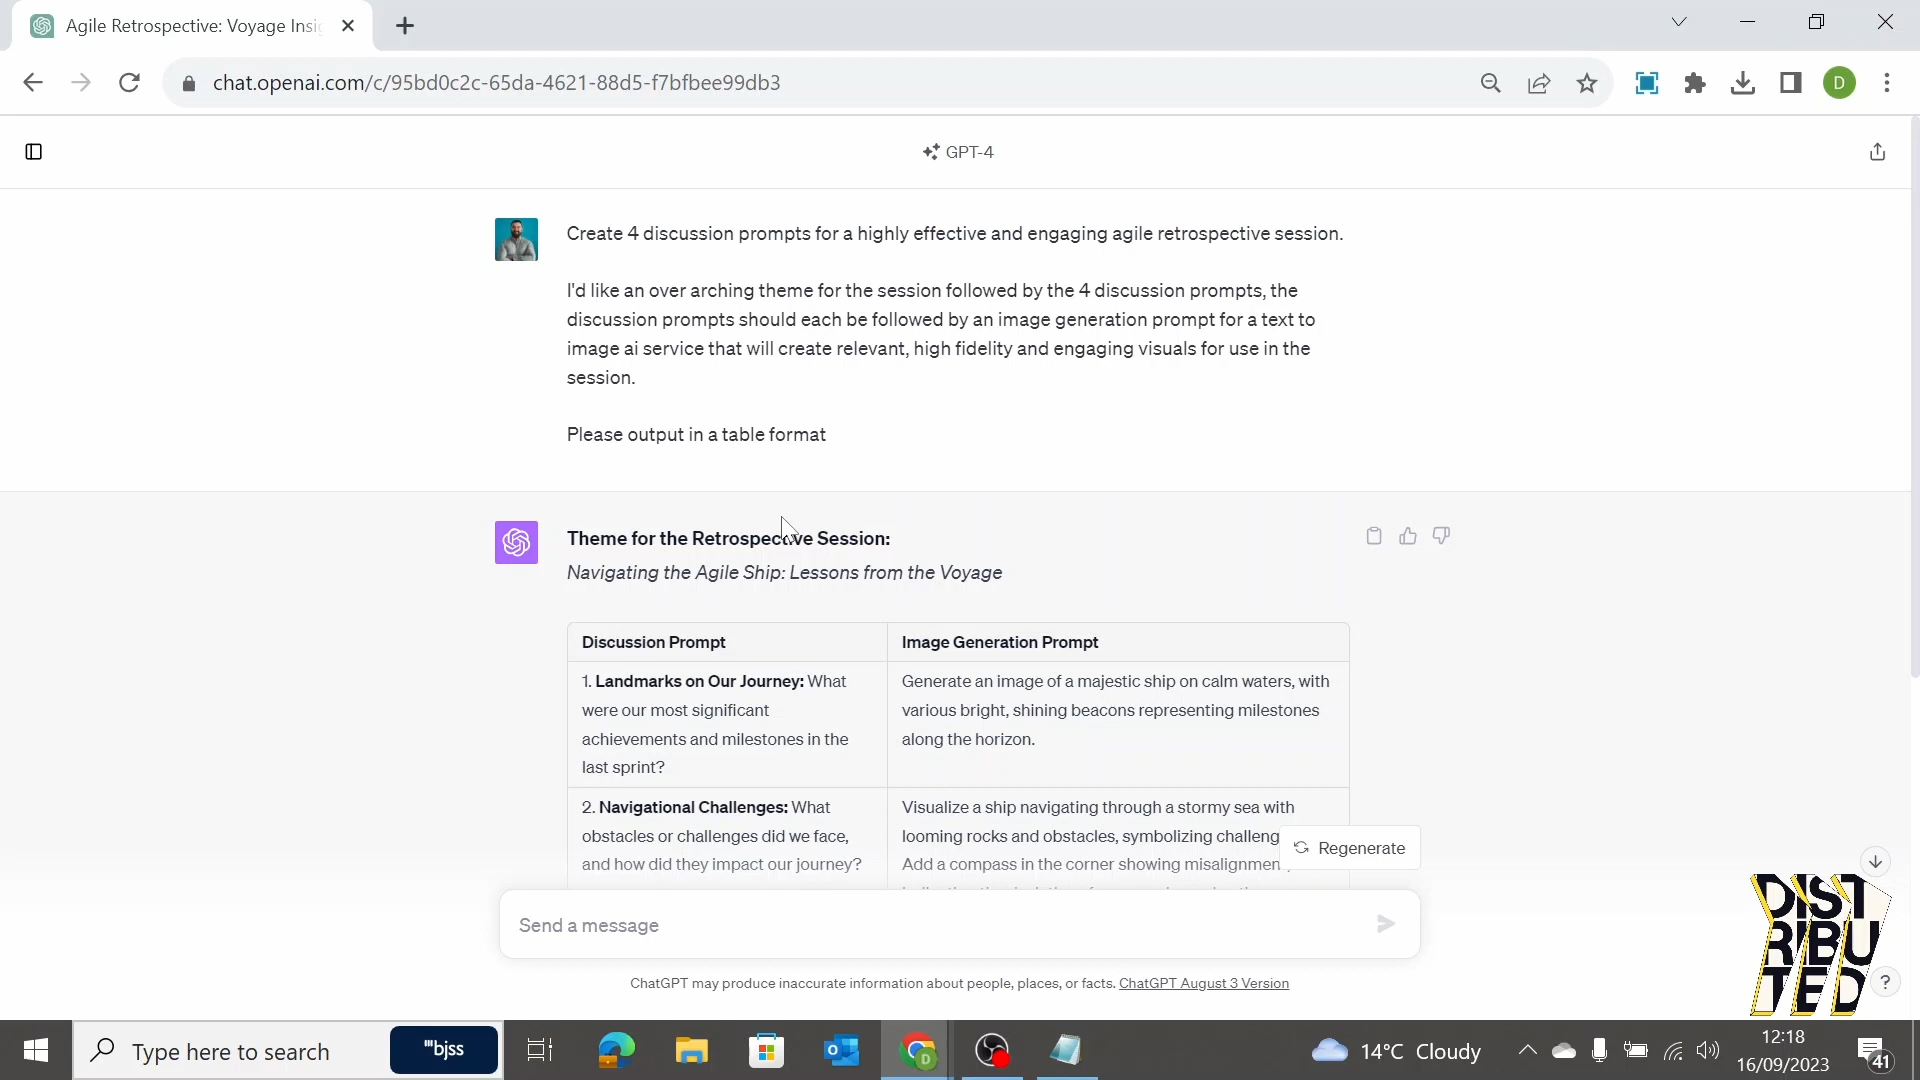 Agile Retrospective: Voyage Insi
chat.openai.com/c/95bd0c2c-65da-4621-88d5-f7bfbee99db3
D
GPT-4
Create 4 discussion prompts for a highly effective and engaging agile retrospective session.
I'd like an over arching theme for the session followed by the 4 discussion prompts, the
discussion prompts should each be followed by an image generation prompt for a text to
image ai service that will create relevant, high fidelity and engaging visuals for use in the
session.
Please output in a table format
Theme for the Retrospective Session:
Navigating the Agile Ship: Lessons from the Voyage
Discussion Prompt
Image Generation Prompt
1. Landmarks on Our Journey: What
were our most significant
achievements and milestones in the
last sprint?
Generate an image of a majestic ship on calm waters, with
various bright, shining beacons representing milestones
along the horizon.
2. Navigational Challenges: What
obstacles or challenges did we face,
and how did they impact our journey?
Visualize a ship navigating through a stormy sea with
looming rocks and obstacles, symbolizing challeng
Add a compass in the corner showing misalignmen
Regenerate
Send a message
ChatGPT may produce inaccurate information about people, places, or facts. ChatGPT August 3 Version
DIST
RIBU
TED
?
Type here to search
"'bjss
D
14°C Cloudy
12:18
16/09/2023
41